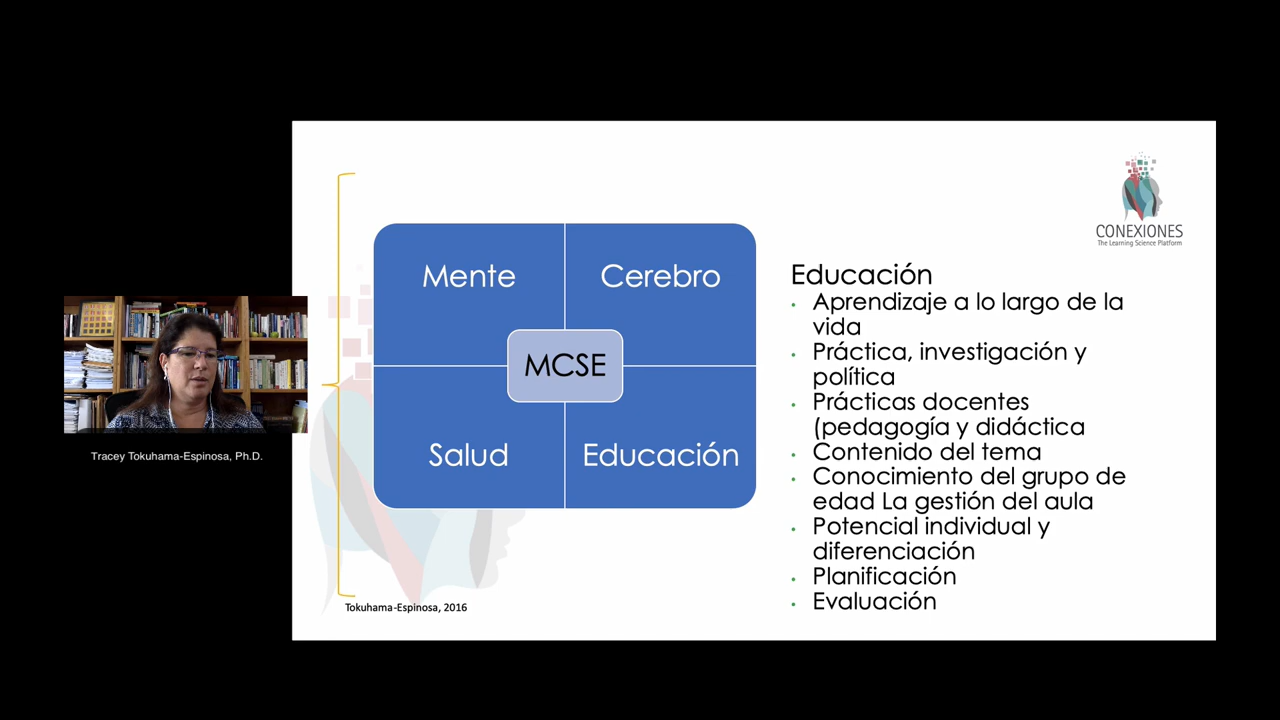 CONEXIONES
The Learning Science Platform
Mente
Cerebro
MCSE
Salud
Educación
Educación
Aprendizaje a lo largo de la
vida
Práctica, investigación y
política
Prácticas docentes
(pedagogía y didáctica
Contenido del tema
Conocimiento del grupo de
edad La gestión del aula
Potencial individual y
diferenciación
Planificación
Evaluación
Tokuhama-Espinosa, 2016
Tracey Tokuhama-Espinosa, Ph.D.